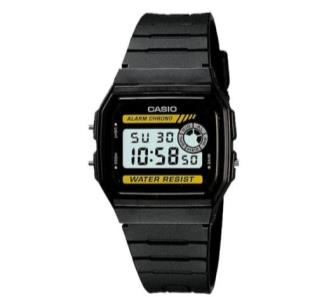 CASIO
ALARM CHRONO
SU 30
10:58 50
WATER RESIST